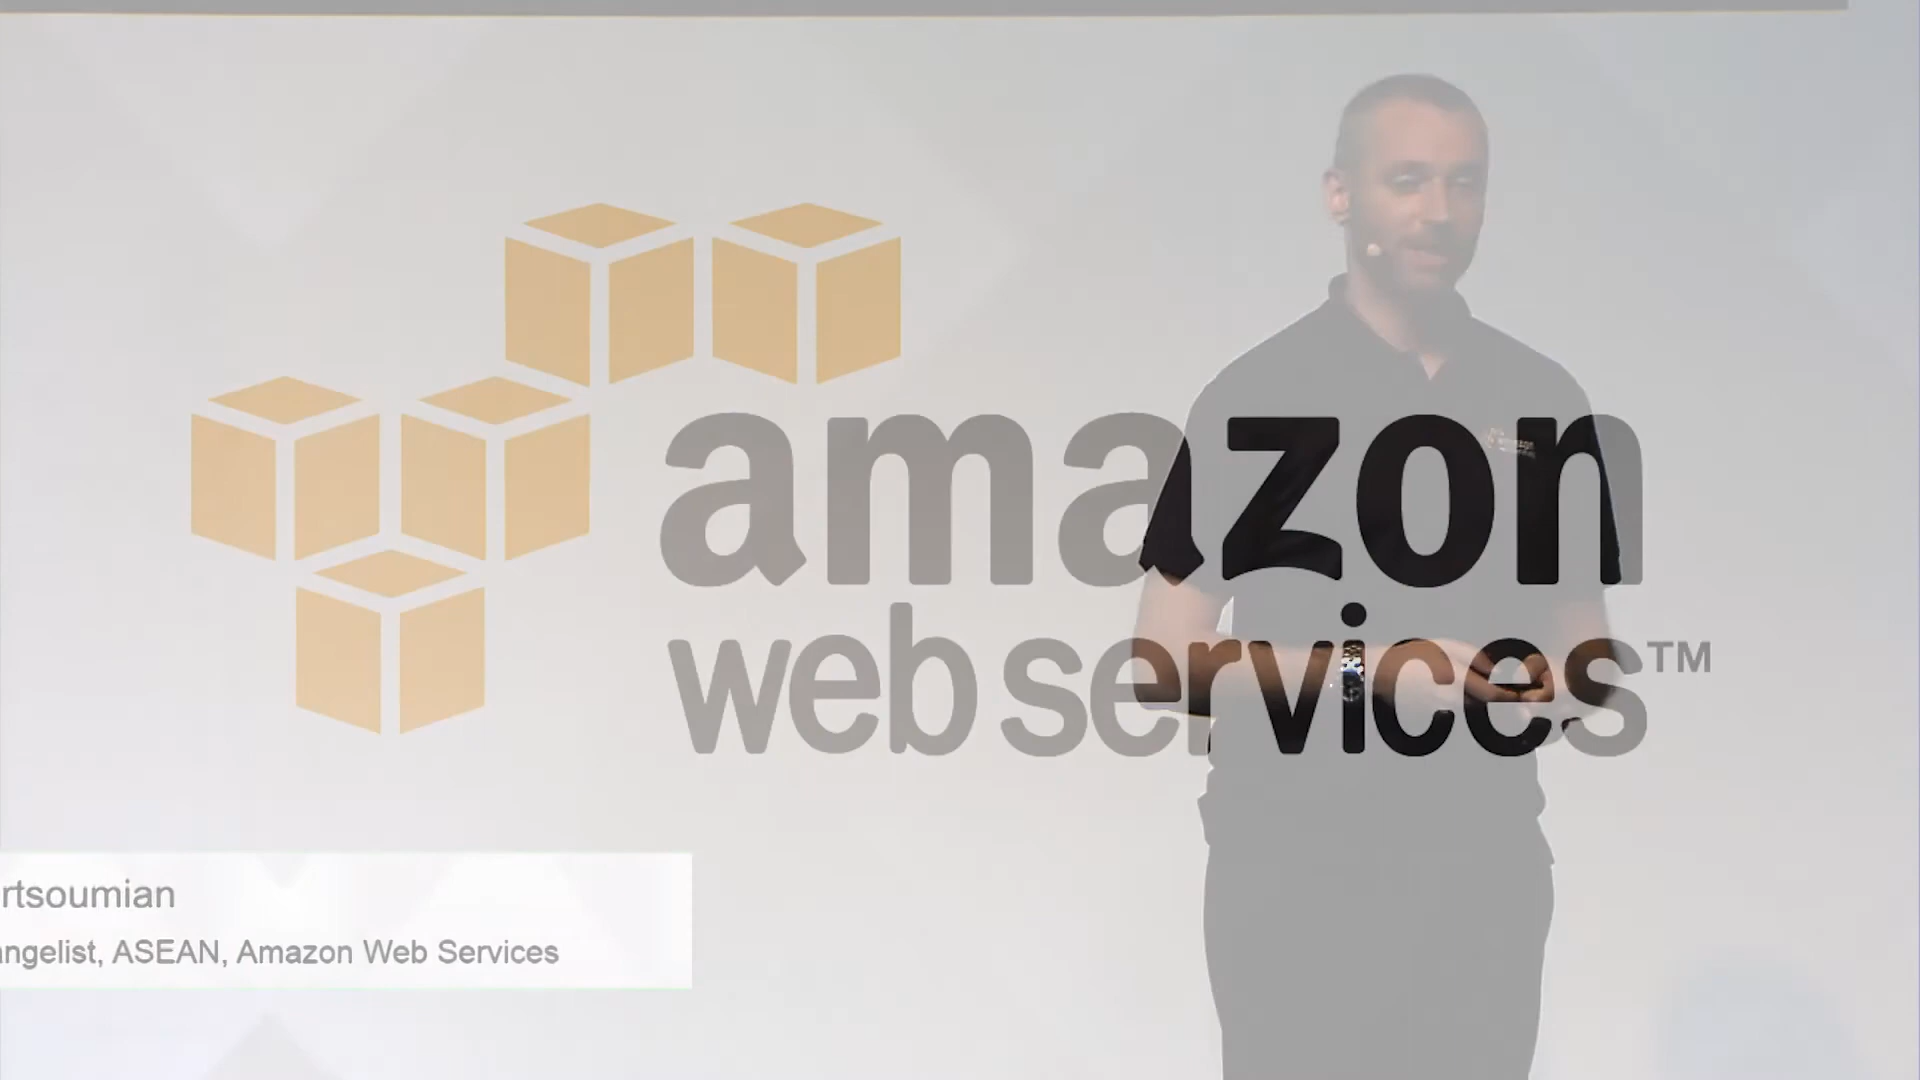 amazon
web services™
rtsoumian
angelist, ASEAN, Amazon Web Services